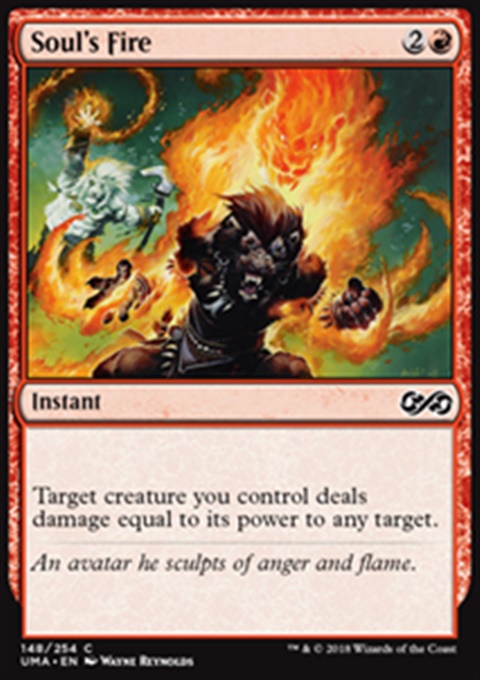 Soul's Fire 2
Instant
Target creature you control deals
damage equal to its power to any target.
An avatar he sculpts of anger and flame.
148/254 C
UMA • EN Wayne Reynolds
™ & © 2018 Wizards of the Coast